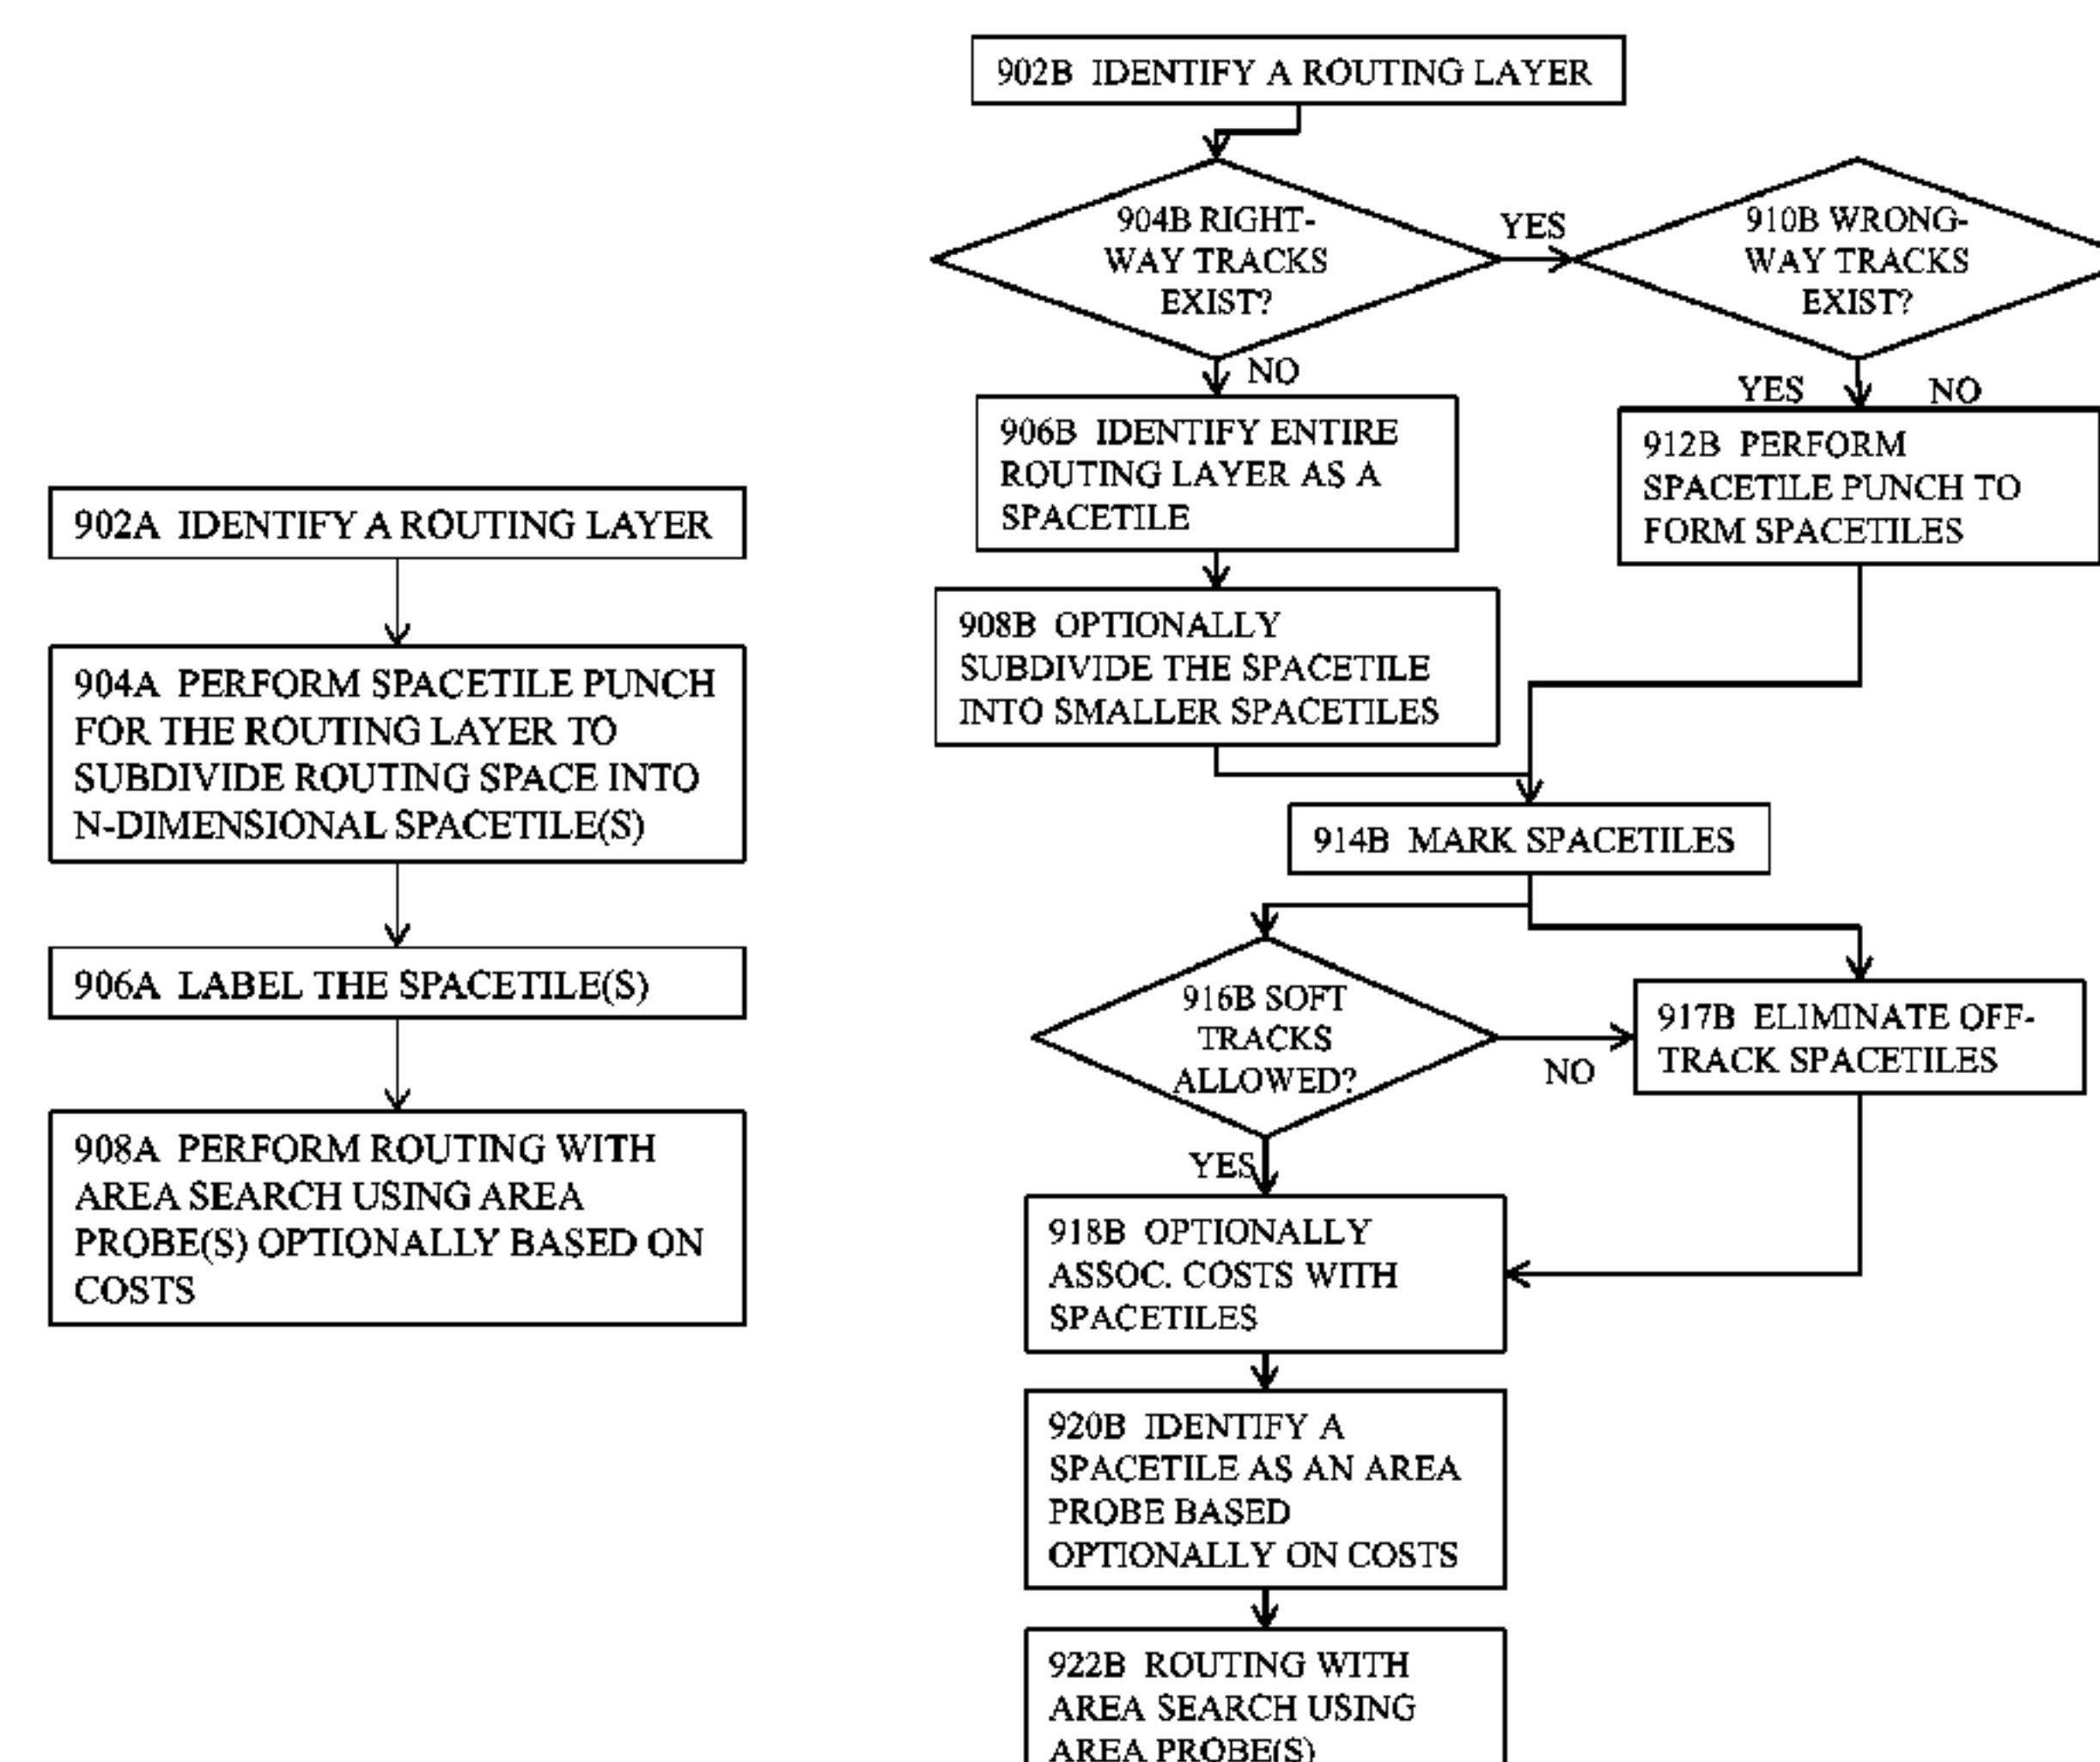 902A IDENTIFY A ROUTING LAYER
904A PERFORM SPACETILE PUNCH
FOR THE ROUTING LAYER TO
SUBDIVIDE ROUTING SPACE INTO
N-DIMENSIONAL SPACETILE(S)
906A LABEL THE SPACETILE(S)
908A PERFORM ROUTING WITH
AREA SEARCH USING AREA
PROBE(S) OPTIONALLY BASED ON
COSTS
902B IDENTIFY A ROUTING LAYER
904B RIGHT-
WAY TRACKS
EXIST?
YES
910B WRONG-
WAY TRACKS
EXIST?
NO
YES
NO
906B IDENTIFY ENTIRE
ROUTING LAYER AS A
SPACETILE
912B PERFORM
SPACETILE PUNCH TO
FORM SPACETILES
908B OPTIONALLY
SUBDIVIDE THE SPACETILE
INTO SMALLER SPACETILES
914B MARK SPACETILES
916B SOFT
TRACKS
ALLOWED?
NO
917B ELIMINATE OFF-
TRACK SPACETILES
YES
918B OPTIONALLY
ASSOC. COSTS WITH
SPACETILES
920B IDENTIFY A
SPACETILE AS AN AREA
PROBE BASED
OPTIONALLY ON COSTS
922B ROUTING WITH
AREA SEARCH USING
AREA PROBE(S)